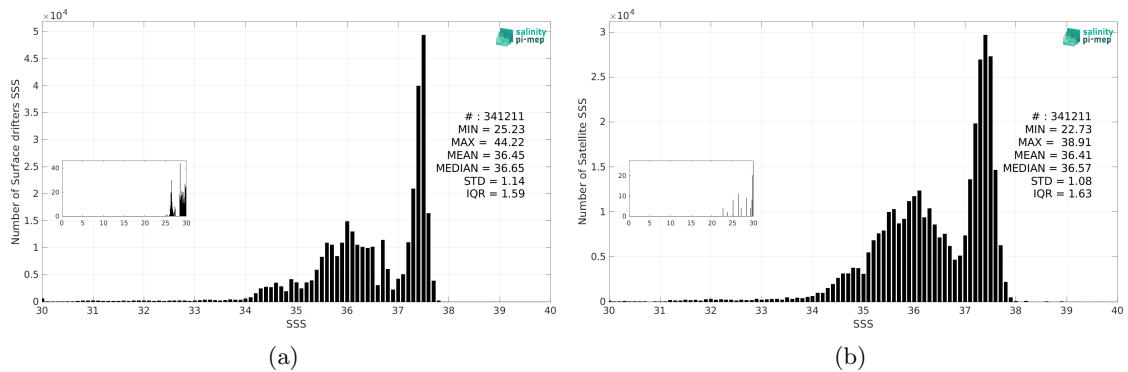 ×10⁴
5
4.5
4
3.5
3
2.5
2
1.5
1
0.5
0
Number of Surface drifters SSS
salinity
pi-mep
# : 341211
MIN = 25.23
MAX = 44.22
MEAN = 36.45
MEDIAN = 36.65
STD = 1.14
IQR = 1.59
40
20
0
0 5 10 15 20 25 30
30 31 32 33 34 35 36 37 38 39 40
SSS
(a)
×10⁴
3
2.5
2
1.5
1
0.5
0
Number of Satellite SSS
salinity
pi-mep
# : 341211
MIN = 22.73
MAX = 38.91
MEAN = 36.41
MEDIAN = 36.57
STD = 1.08
IQR = 1.63
20
10
0
0 5 10 15 20 25 30
30 31 32 33 34 35 36 37 38 39 40
SSS
(b)